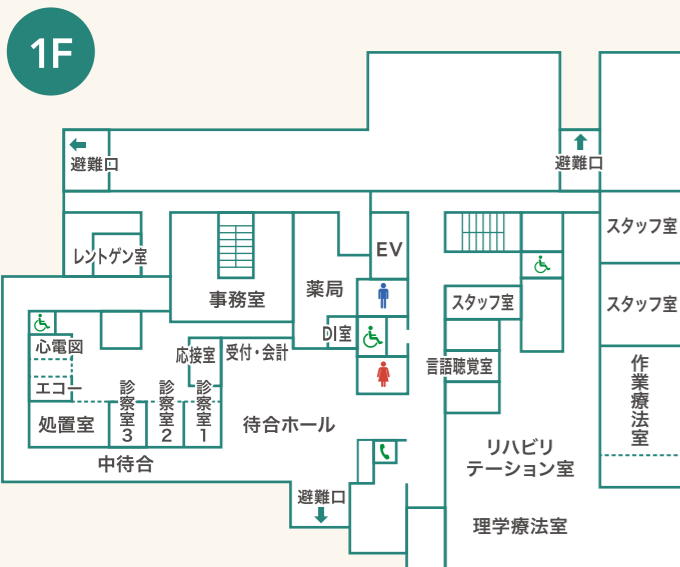 1F
避難口
避難口
スタッフ室
レントゲン室
EV
事務室
薬局
スタッフ室
スタッフ室
DI室
心電図
応接室
受付・会計
言語聴覚室
作業療法室
エコー
処置室
診察室3
診察室2
診察室1
待合ホール
中待合
リハビリ
テーション室
避難口
理学療法室